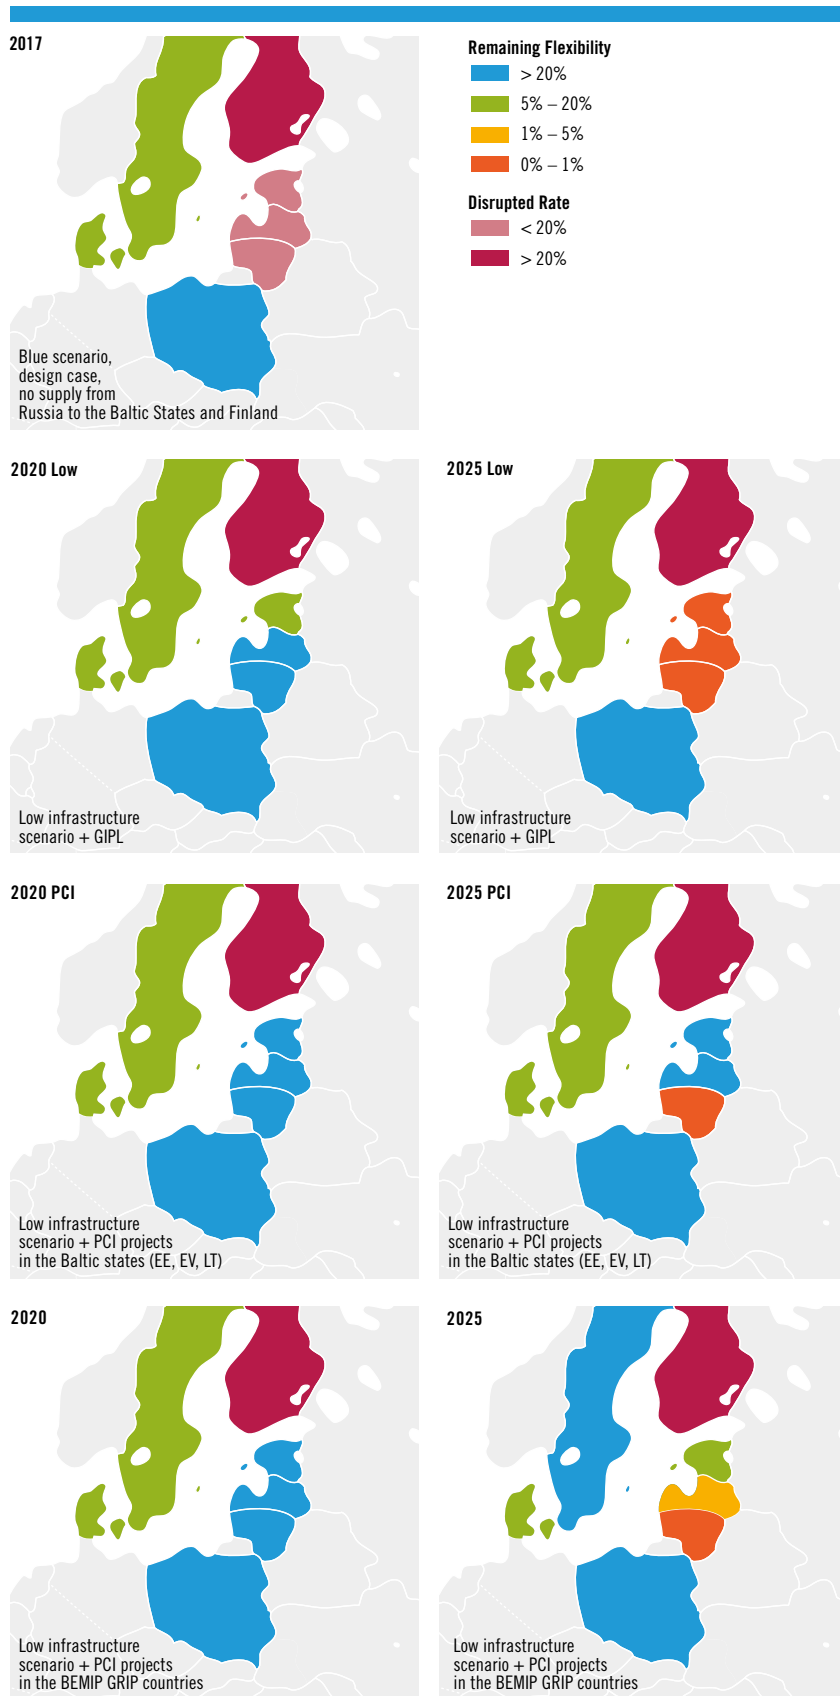 2017
Blue scenario,
design case,
no supply from
Russia to the Baltic States and Finland
Remaining Flexibility
> 20%
5% – 20%
1% – 5%
0% – 1%
Disrupted Rate
< 20%
> 20%
2020 Low
Low infrastructure
scenario + GIPL
2025 Low
Low infrastructure
scenario + GIPL
2020 PCI
Low infrastructure
scenario + PCI projects
in the Baltic states (EE, EV, LT)
2025 PCI
Low infrastructure
scenario + PCI projects
in the Baltic states (EE, EV, LT)
2020
Low infrastructure
scenario + PCI projects
in the BEMIP GRIP countries
2025
Low infrastructure
scenario + PCI projects
in the BEMIP GRIP countries